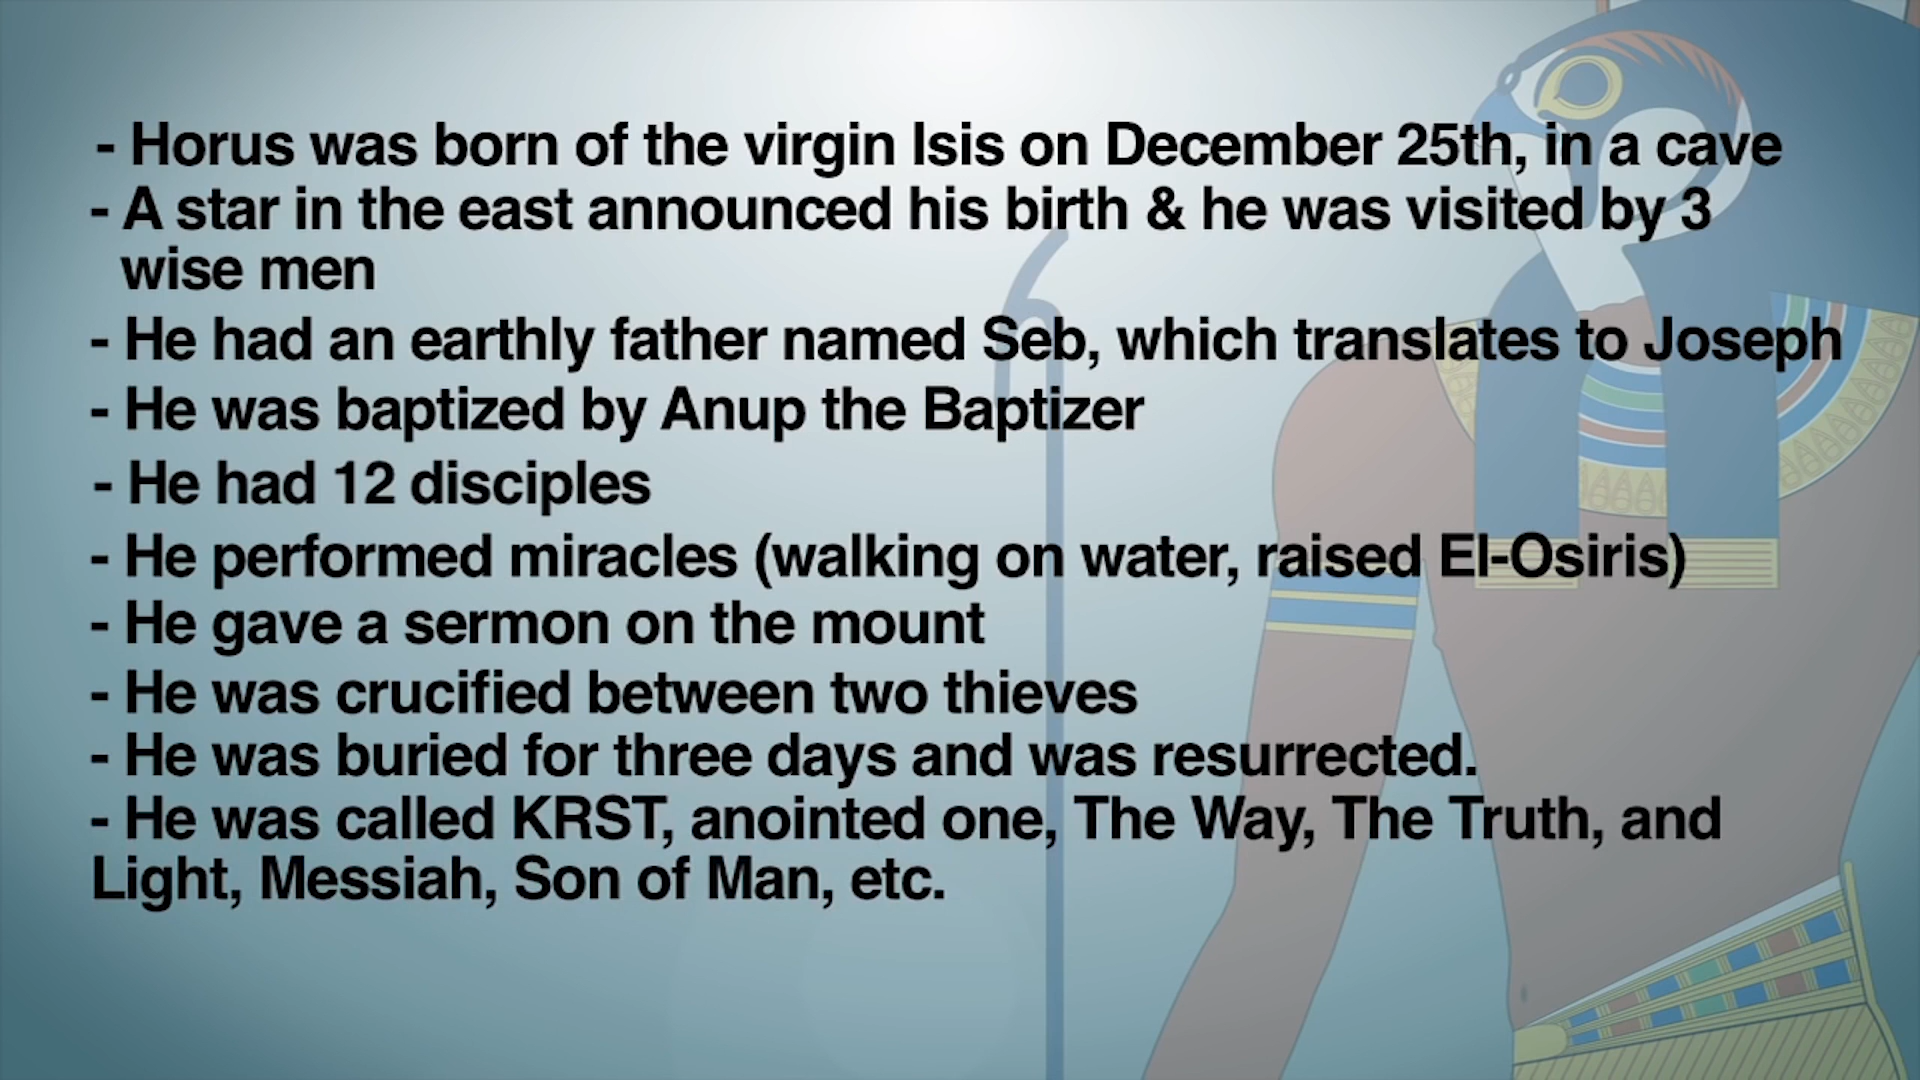 - Horus was born of the virgin Isis on December 25th, in a cave
- A star in the east announced his birth & he was visited by 3
wise men
- He had an earthly father named Seb, which translates to Joseph
- He was baptized by Anup the Baptizer
- He had 12 disciples
- He performed miracles (walking on water, raised El-Osiris)
- He gave a sermon on the mount
- He was crucified between two thieves
- He was buried for three days and was resurrected.
- He was called KRST, anointed one, The Way, The Truth, and
Light, Messiah, Son of Man, etc.